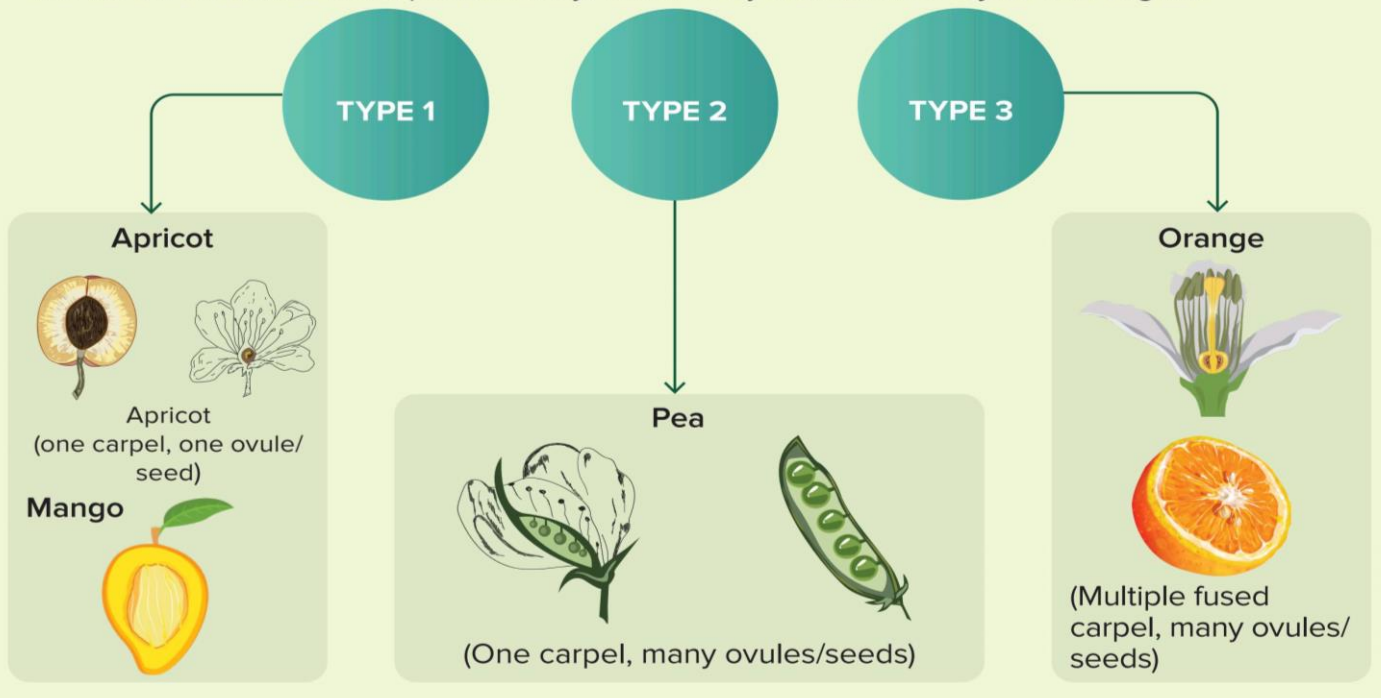 TYPE 1
TYPE 2
TYPE 3
Apricot
Apricot
(one carpel, one ovule/
seed)
Mango
Pea
(One carpel, many ovules/seeds)
Orange
(Multiple fused
carpel, many ovules/
seeds)